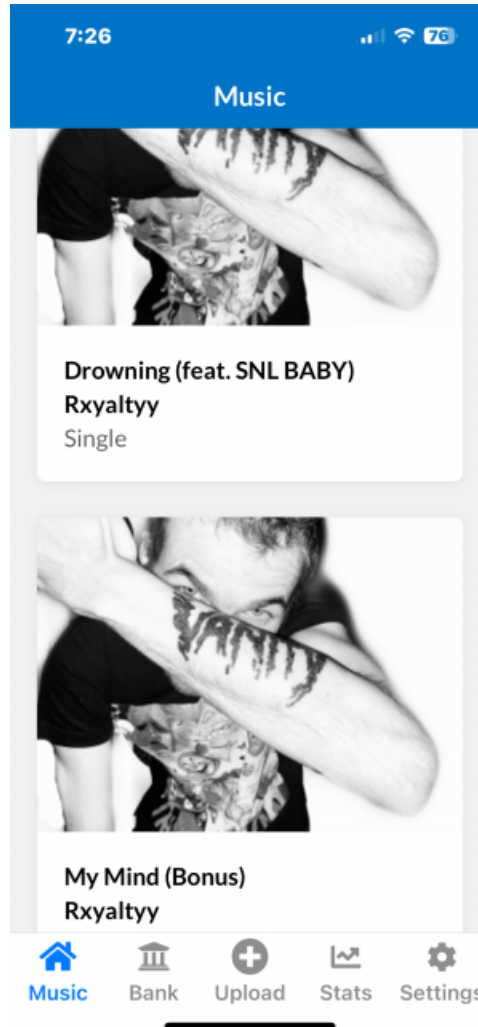 7:26
76
Music
Drowning (feat. SNL BABY)
Rxyaltyy
Single
My Mind (Bonus)
Rxyaltyy
Music
Bank
Upload
Stats
Settings